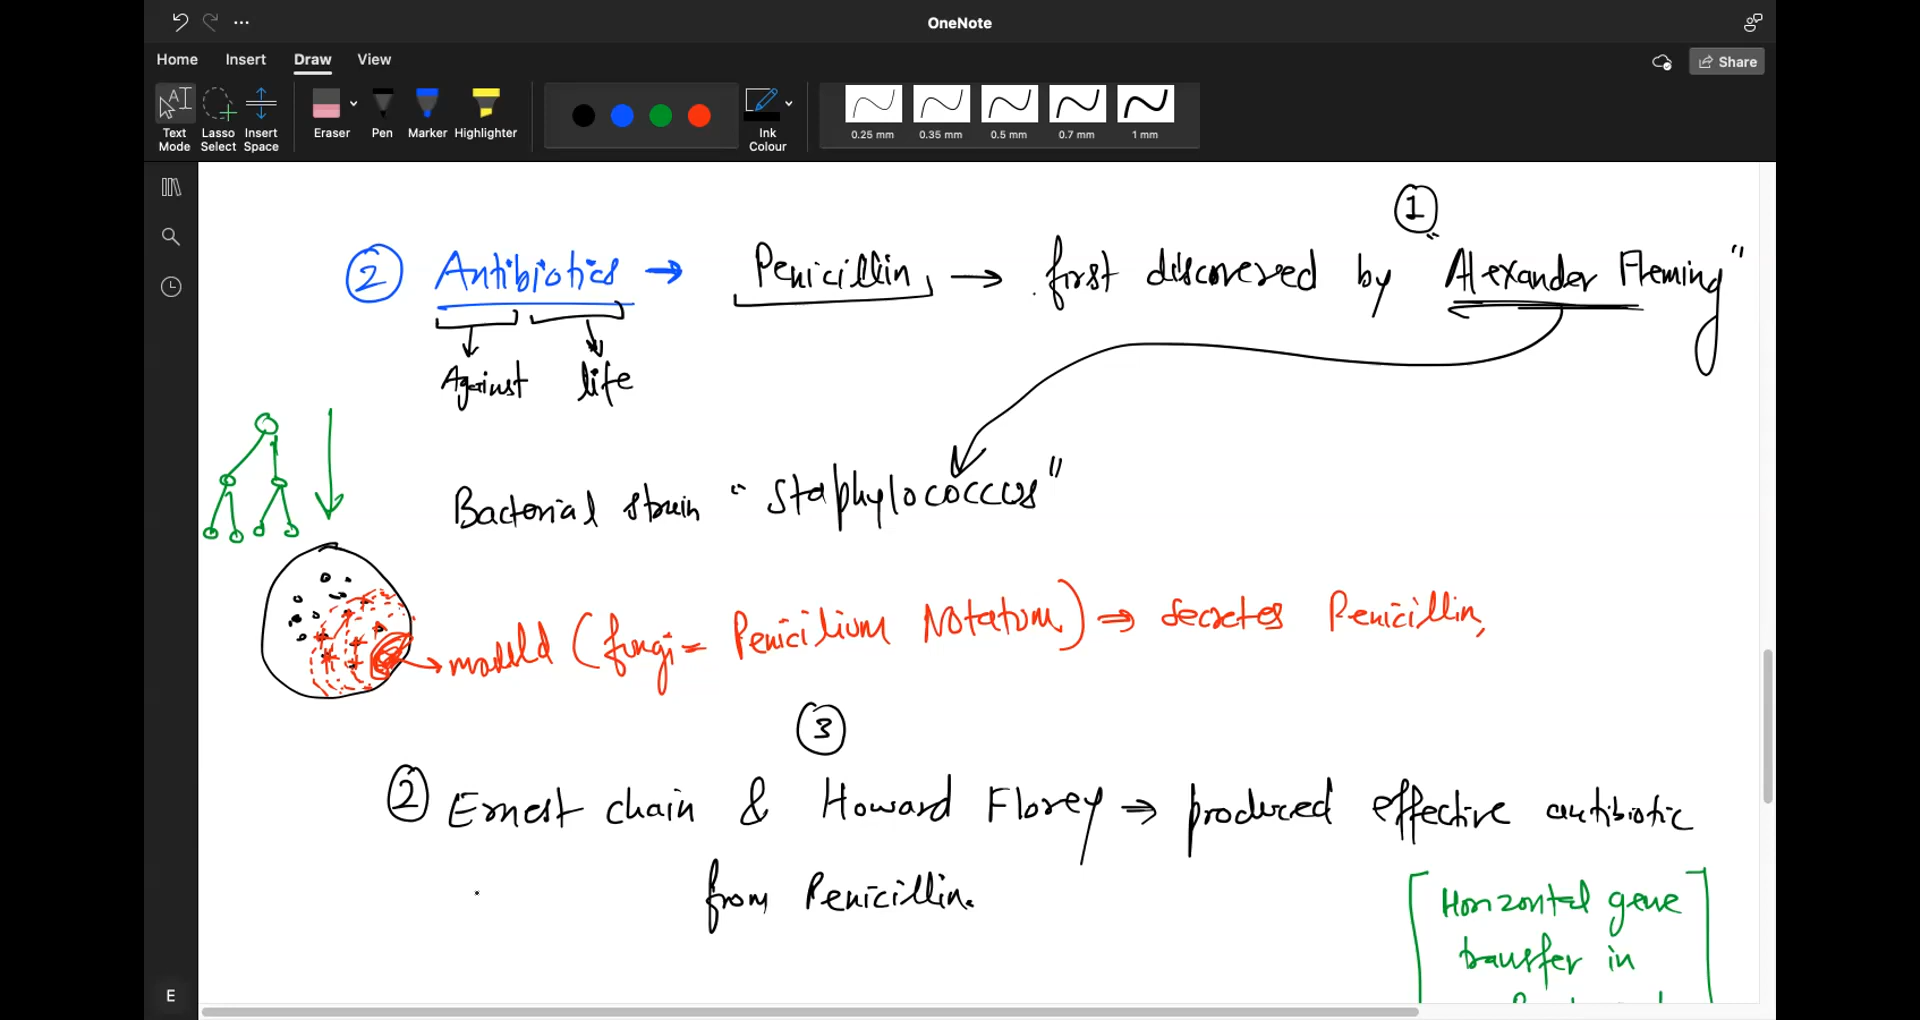 OneNote
Home Insert Draw View
Share
Text Mode
Lasso Select
Insert Space
Eraser
Pen
Marker
Highlighter
Ink Colour
0.25 mm
0.35 mm
0.5 mm
0.7 mm
1 mm
1
2 Antibiotics → Penicillin → first discovered by "Alexander Fleming"
Against life
Bacterial strain "Staphylococcus"
→ mould (fungi = Penicilium Notatum) → secretes Penicillin,
3
2 Ernest chain & Howard Florey → produced effective antibiotic
from Penicillin.
[Horizontal gene
transfer in
E